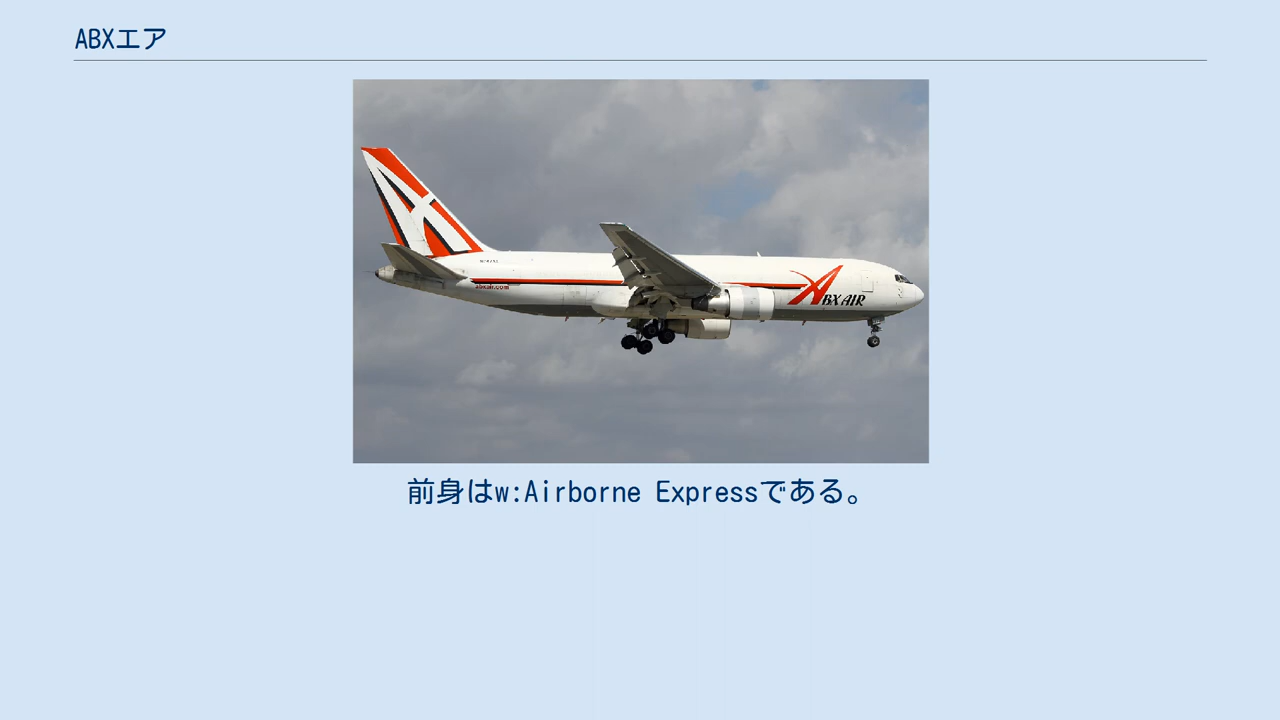 ABXエア
abxair.com
ABX AIR
前身はw:Airborne Expressである。